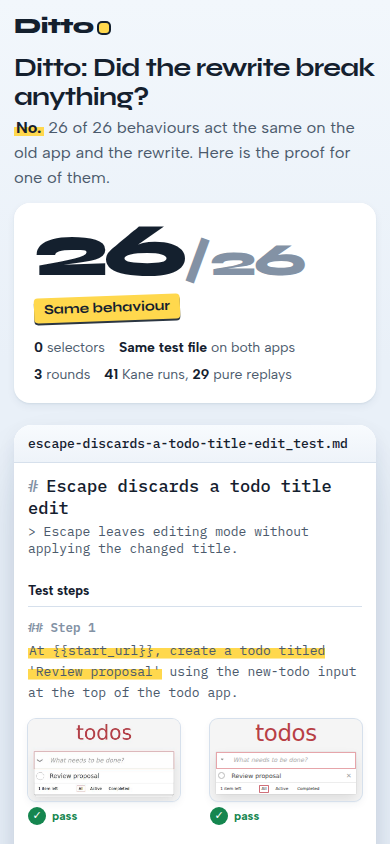 Ditto
Ditto: Did the rewrite break
anything?
No. 26 of 26 behaviours act the same on the
old app and the rewrite. Here is the proof for
one of them.
26/26
Same behaviour
0 selectors Same test file on both apps
3 rounds 41 Kane runs, 29 pure replays
escape-discards-a-todo-title-edit_test.md
# Escape discards a todo title
edit
> Escape leaves editing mode without
applying the changed title.
Test steps
## Step 1
At {{start_url}}, create a todo titled
'Review proposal' using the new-todo input
at the top of the todo app.
todos
What needs to be done?
Review proposal
1 item left All Active Completed
pass
todos
What needs to be done?
Review proposal
1 item left All Active Completed
pass